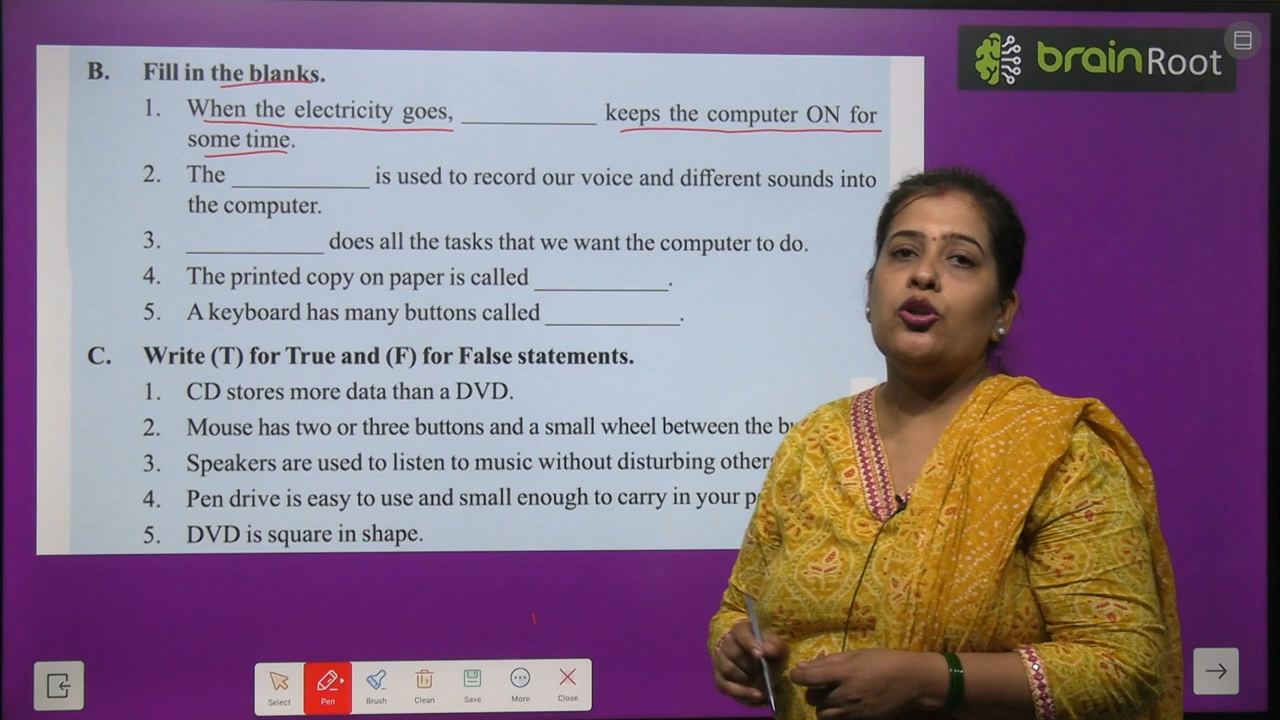 brainRoot
B. Fill in the blanks.
1. When the electricity goes, ____________ keeps the computer ON for
some time.
2. The ____________ is used to record our voice and different sounds into
the computer.
3. ____________ does all the tasks that we want the computer to do.
4. The printed copy on paper is called ____________.
5. A keyboard has many buttons called ____________.
C. Write (T) for True and (F) for False statements.
1. CD stores more data than a DVD.
2. Mouse has two or three buttons and a small wheel between the
3. Speakers are used to listen to music without disturbing other
4. Pen drive is easy to use and small enough to carry in your
5. DVD is square in shape.
Select Pen Brush Clean Save More Close